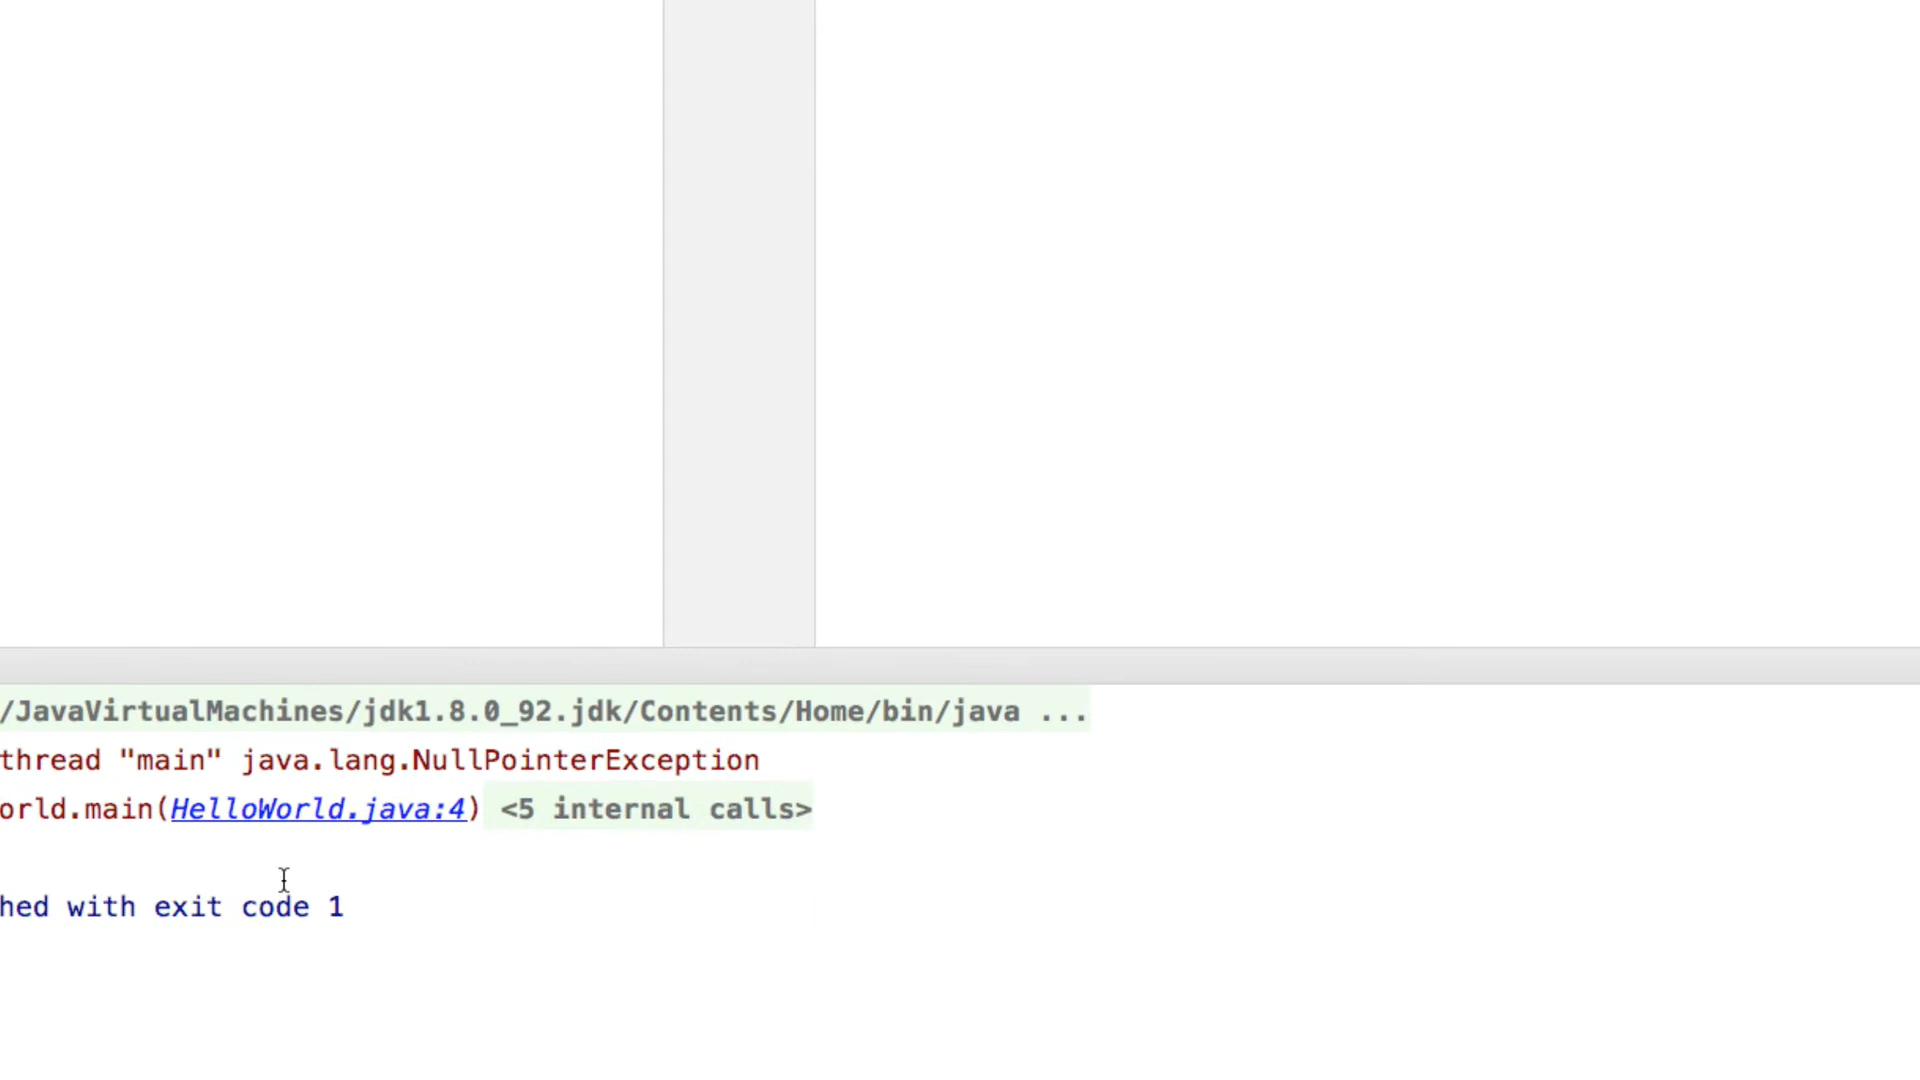 /JavaVirtualMachines/jdk1.8.0_92.jdk/Contents/Home/bin/java ...
thread "main" java.lang.NullPointerException
orld.main(HelloWorld.java:4) <5 internal calls>
hed with exit code 1